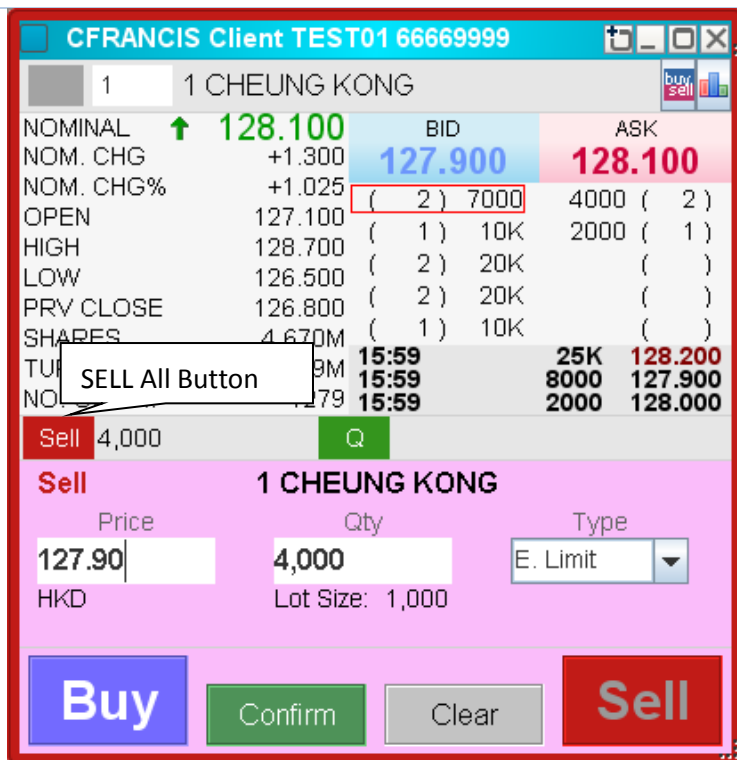 CFRANCIS Client TEST01 66669999
1 1 CHEUNG KONG buy sell
NOMINAL 128.100 BID ASK
NOM. CHG +1.300 127.900 128.100
NOM. CHG% +1.025 ( 2 ) 7000 4000 ( 2 )
OPEN 127.100 ( 1 ) 10K 2000 ( 1 )
HIGH 128.700 ( 2 ) 20K ( )
LOW 126.500 ( 2 ) 20K ( )
PRV CLOSE 126.800 ( 1 ) 10K ( )
SHARES 4.670M
15:59 25K 128.200
15:59 8000 127.900
15:59 2000 128.000
SELL All Button
Sell 4,000 Q
Sell 1 CHEUNG KONG
Price Qty Type
127.90 4,000 E. Limit
HKD Lot Size: 1,000
Buy Confirm Clear Sell